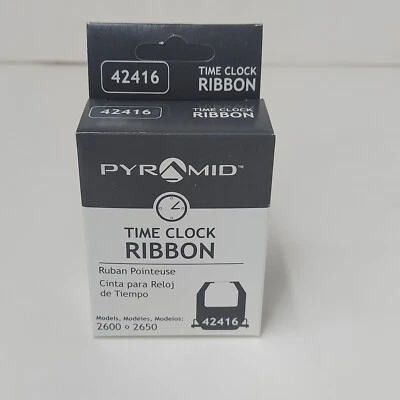 42416
TIME CLOCK
RIBBON
42416
TIME CLOCK
RIBBON
PYRAMID™
TIME CLOCK
RIBBON
Ruban Pointeuse
Cinta para Reloj
de Tiempo
Models, Modèles, Modelos:
2600 o 2650
42416